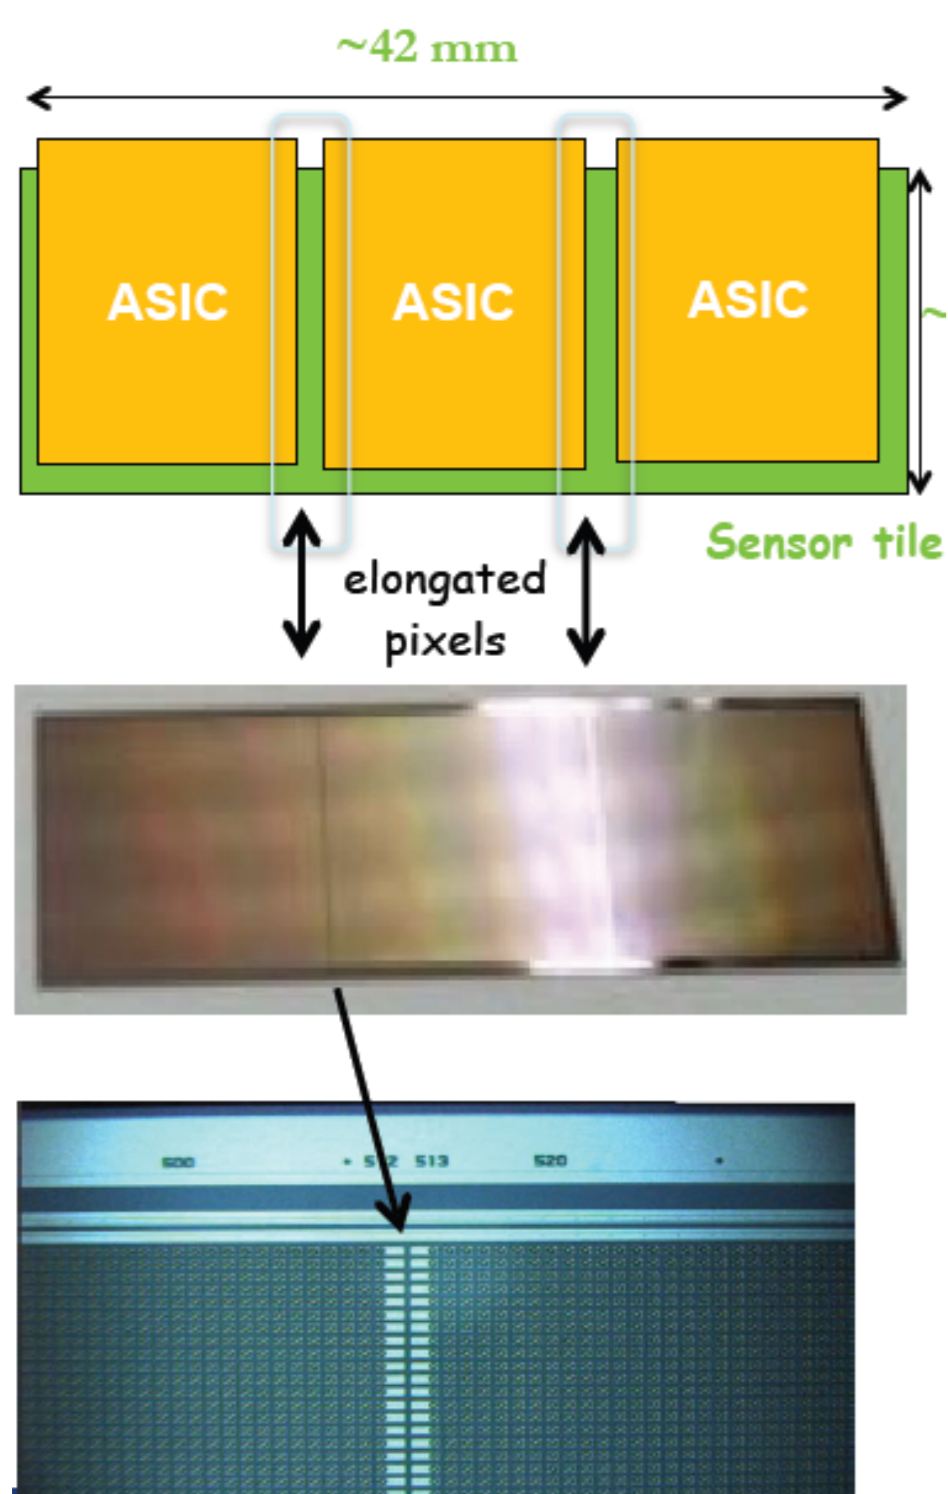 ~42 mm
ASIC ASIC ASIC
~
Sensor tile
elongated
pixels
500 513 520